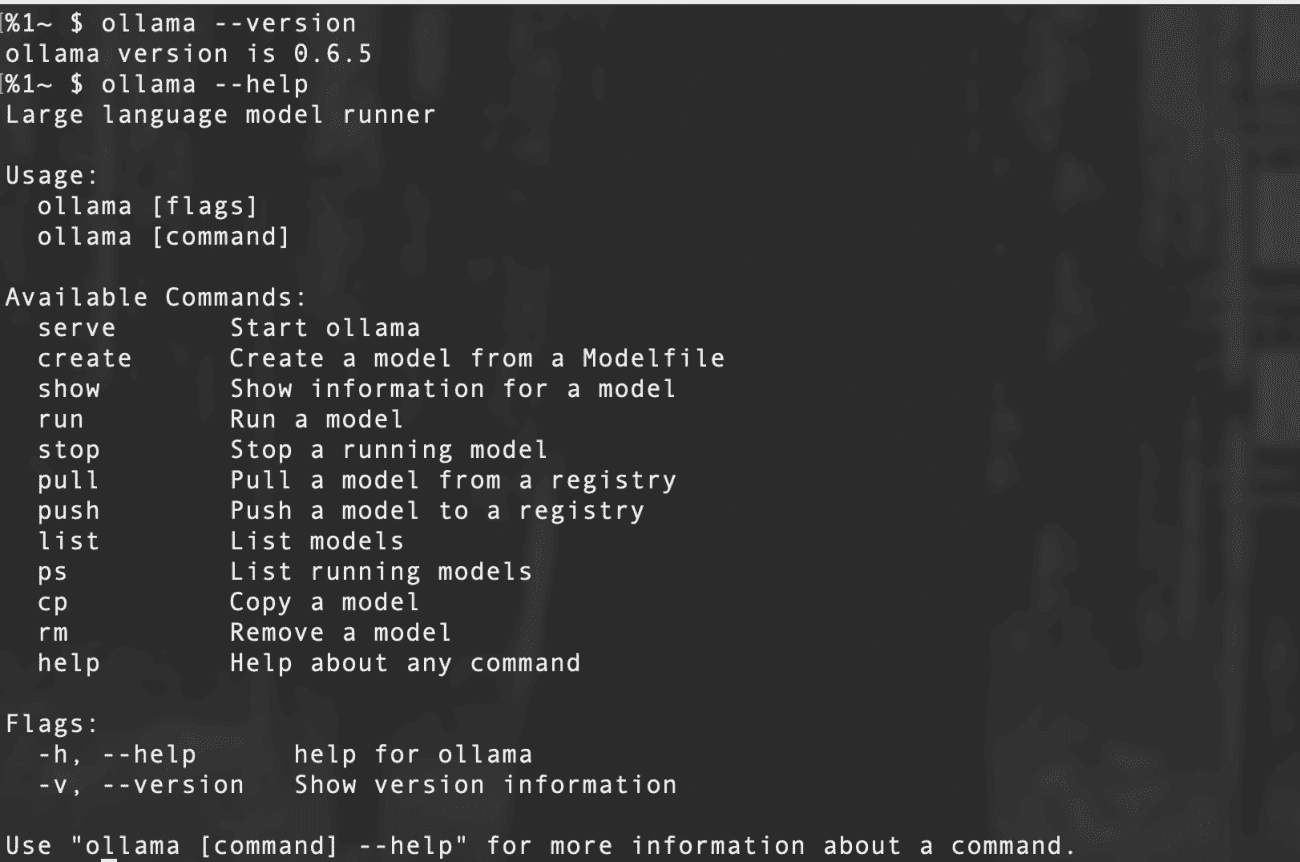 %1~ $ ollama --version
ollama version is 0.6.5
%1~ $ ollama --help
Large language model runner

Usage:
  ollama [flags]
  ollama [command]

Available Commands:
  serve       Start ollama
  create      Create a model from a Modelfile
  show        Show information for a model
  run         Run a model
  stop        Stop a running model
  pull        Pull a model from a registry
  push        Push a model to a registry
  list        List models
  ps          List running models
  cp          Copy a model
  rm          Remove a model
  help        Help about any command

Flags:
  -h, --help      help for ollama
  -v, --version   Show version information

Use "ollama [command] --help" for more information about a command.